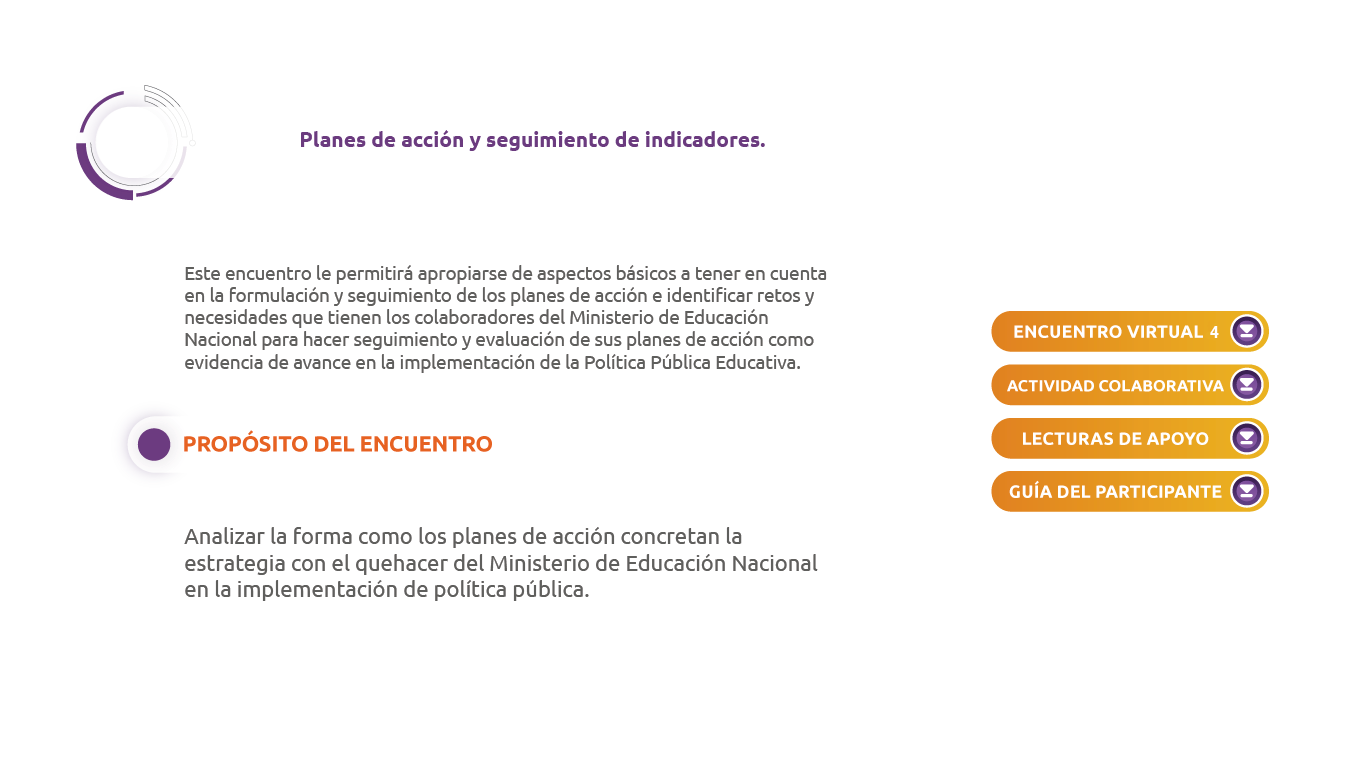 Planes de acción y seguimiento de indicadores.
Este encuentro le permitirá apropiarse de aspectos básicos a tener en cuenta
en la formulación y seguimiento de los planes de acción e identificar retos y
necesidades que tienen los colaboradores del Ministerio de Educación
Nacional para hacer seguimiento y evaluación de sus planes de acción como
evidencia de avance en la implementación de la Política Pública Educativa.
PROPÓSITO DEL ENCUENTRO
Analizar la forma como los planes de acción concretan la
estrategia con el quehacer del Ministerio de Educación Nacional
en la implementación de política pública.
ENCUENTRO VIRTUAL 4
ACTIVIDAD COLABORATIVA
LECTURAS DE APOYO
GUÍA DEL PARTICIPANTE